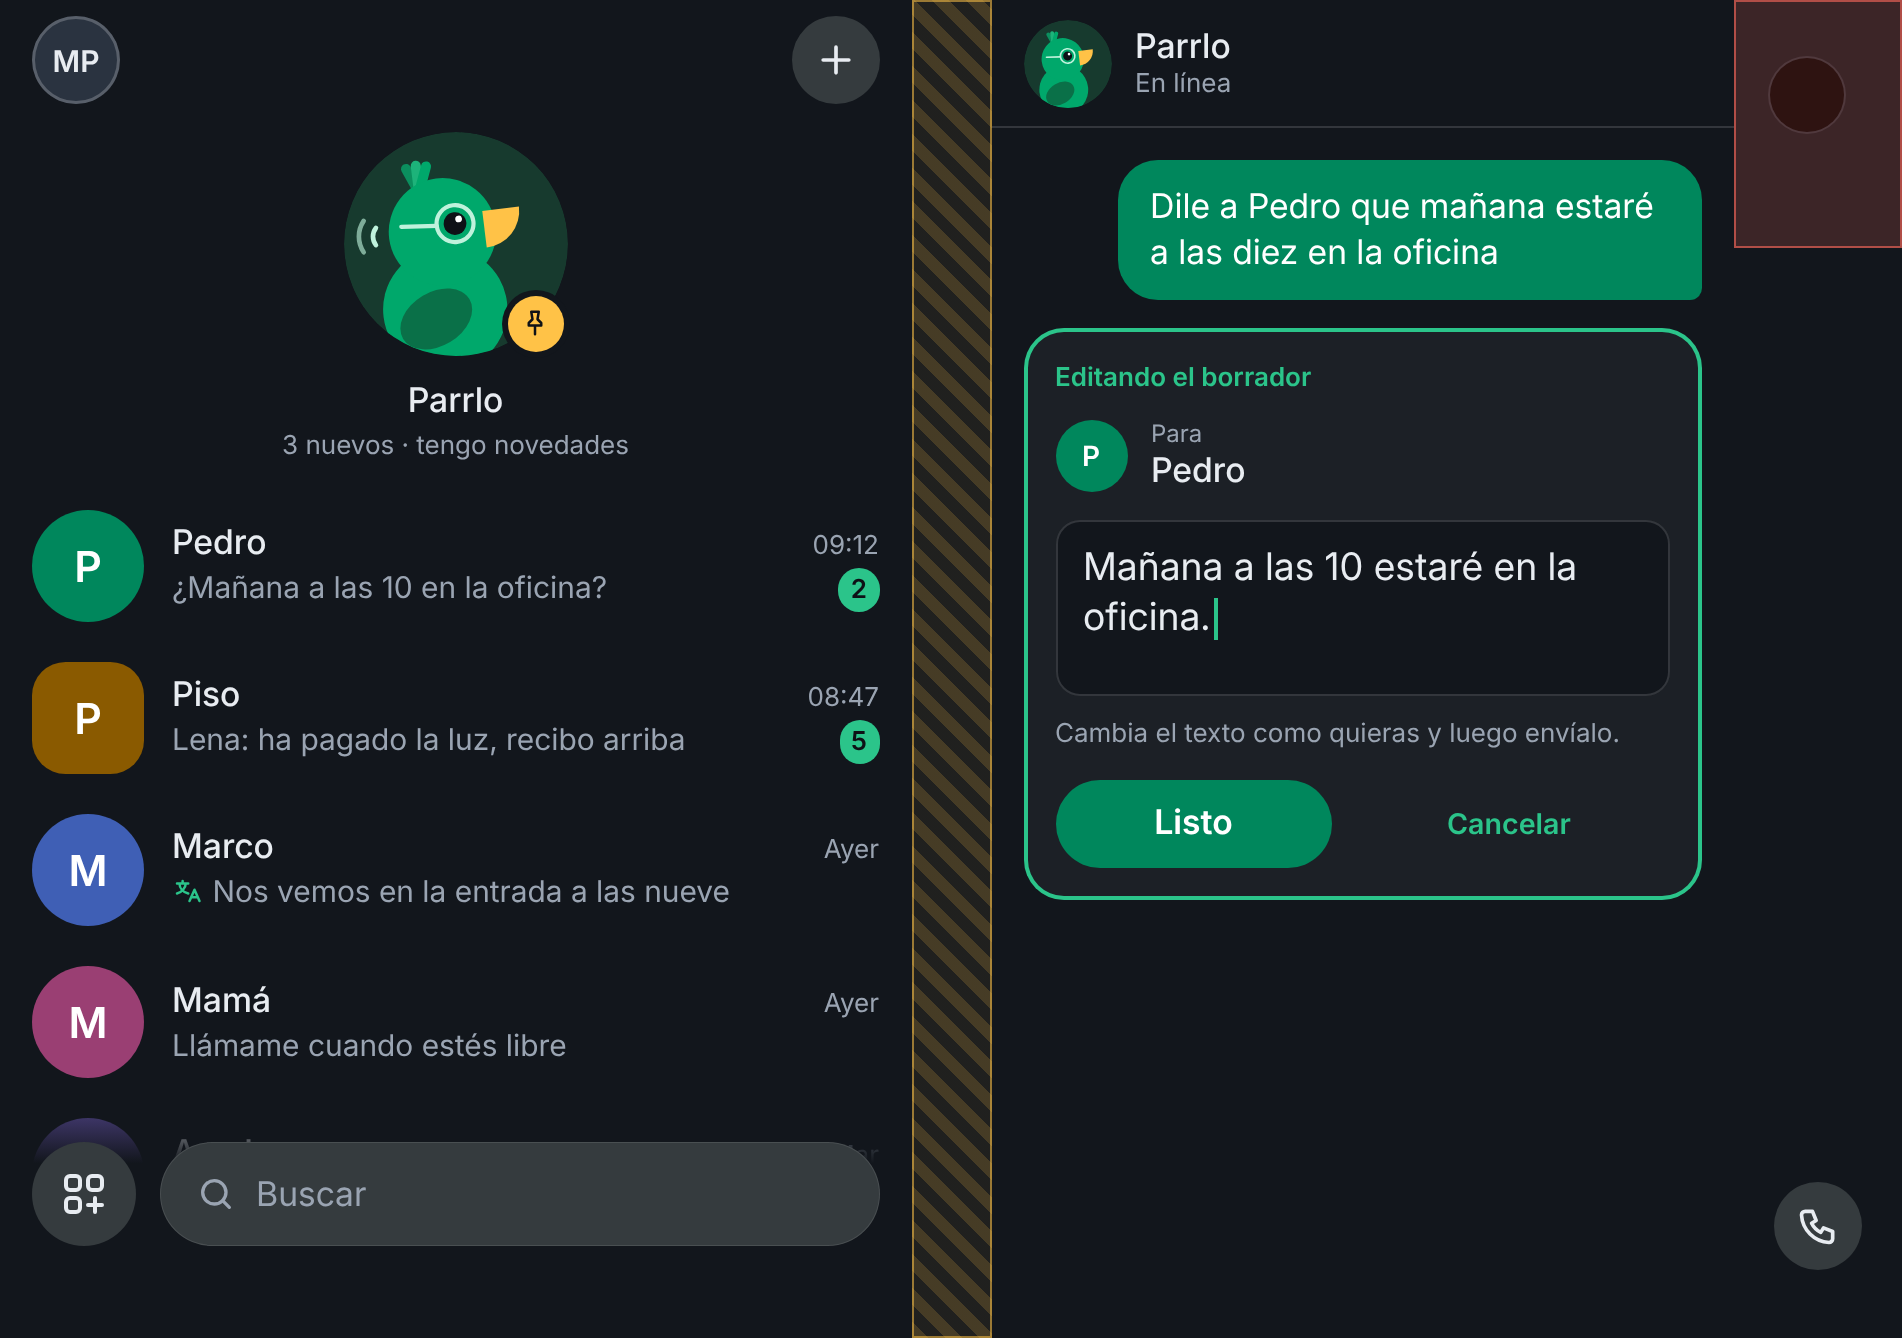 MP
Parrlo
3 nuevos · tengo novedades
P
Pedro
09:12
¿Mañana a las 10 en la oficina?
2
P
Piso
08:47
Lena: ha pagado la luz, recibo arriba
5
M
Marco
Ayer
Nos vemos en la entrada a las nueve
M
Mamá
Ayer
Llámame cuando estés libre
Buscar
Parrlo
En línea
Dile a Pedro que mañana estaré
a las diez en la oficina
Editando el borrador
P
Para
Pedro
Mañana a las 10 estaré en la
oficina.
Cambia el texto como quieras y luego envíalo.
Listo
Cancelar